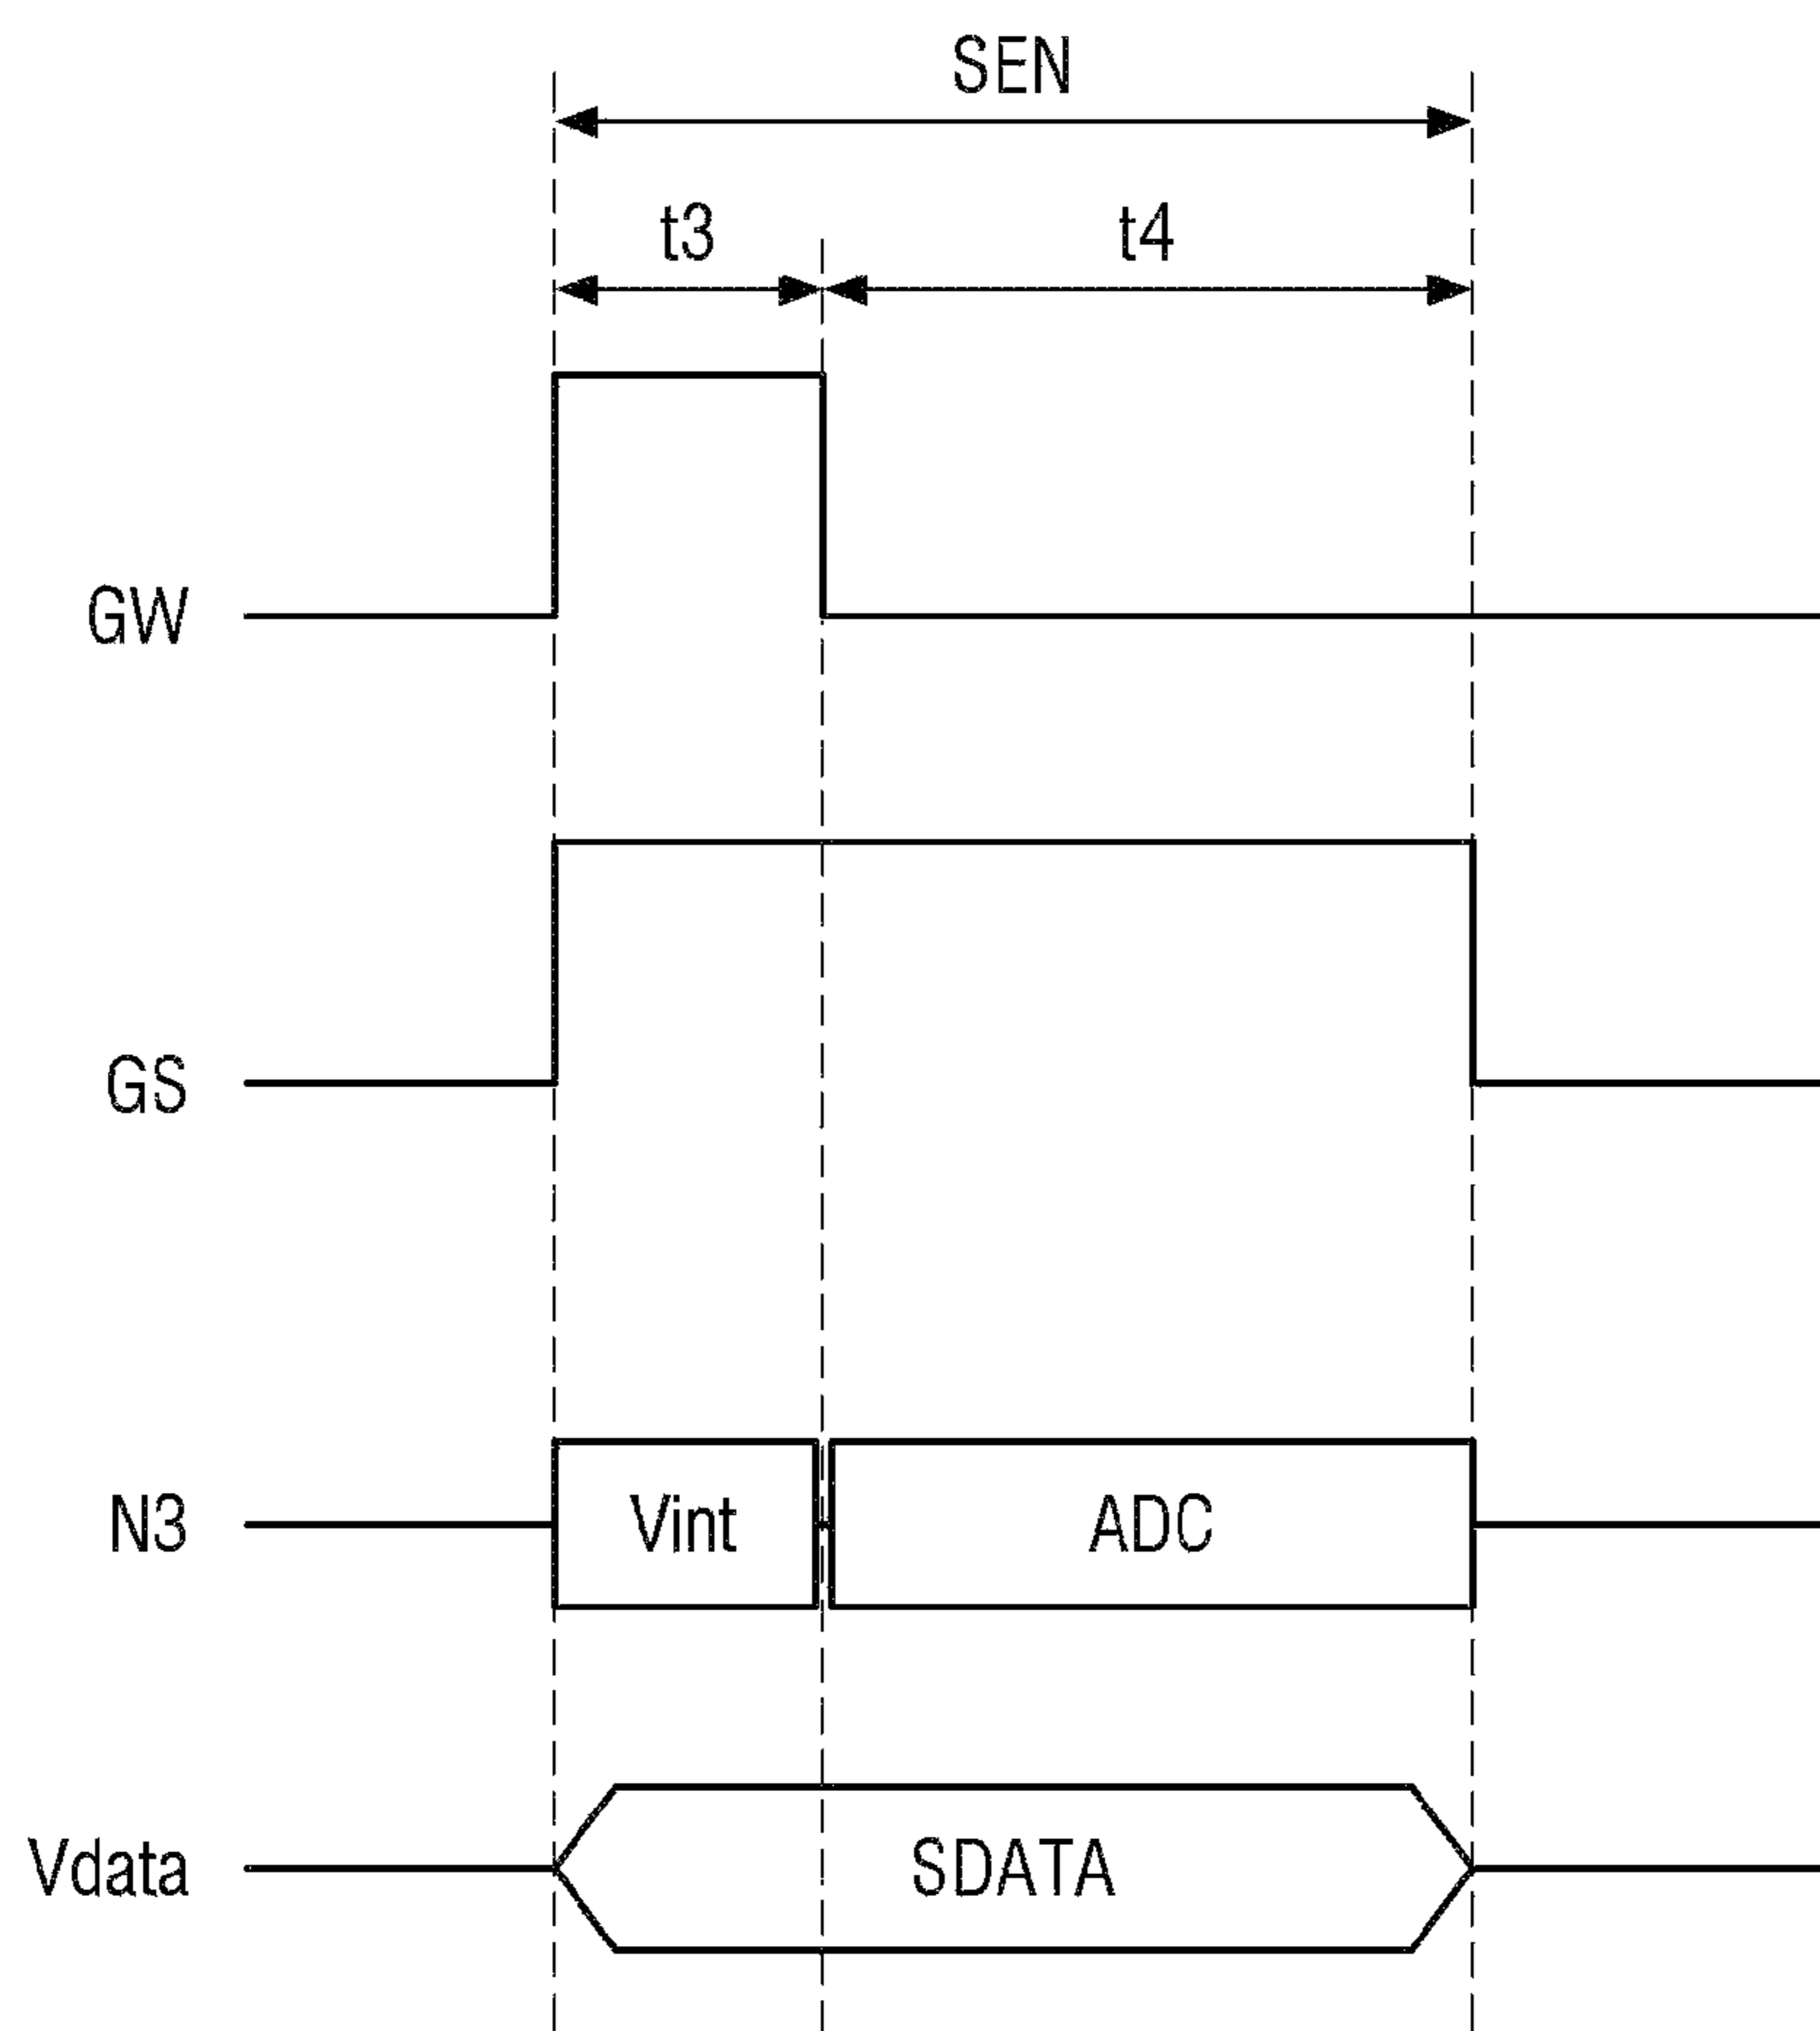 SEN
t3 t4
GW
GS
N3 Vint ADC
Vdata SDATA